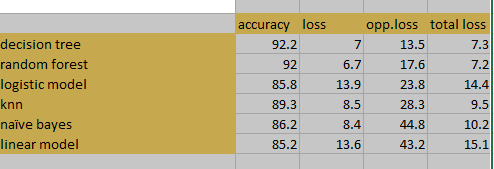 accuracy loss opp.loss total loss
decision tree 92.2 7 13.5 7.3
random forest 92 6.7 17.6 7.2
logistic model 85.8 13.9 23.8 14.4
knn 89.3 8.5 28.3 9.5
naïve bayes 86.2 8.4 44.8 10.2
linear model 85.2 13.6 43.2 15.1